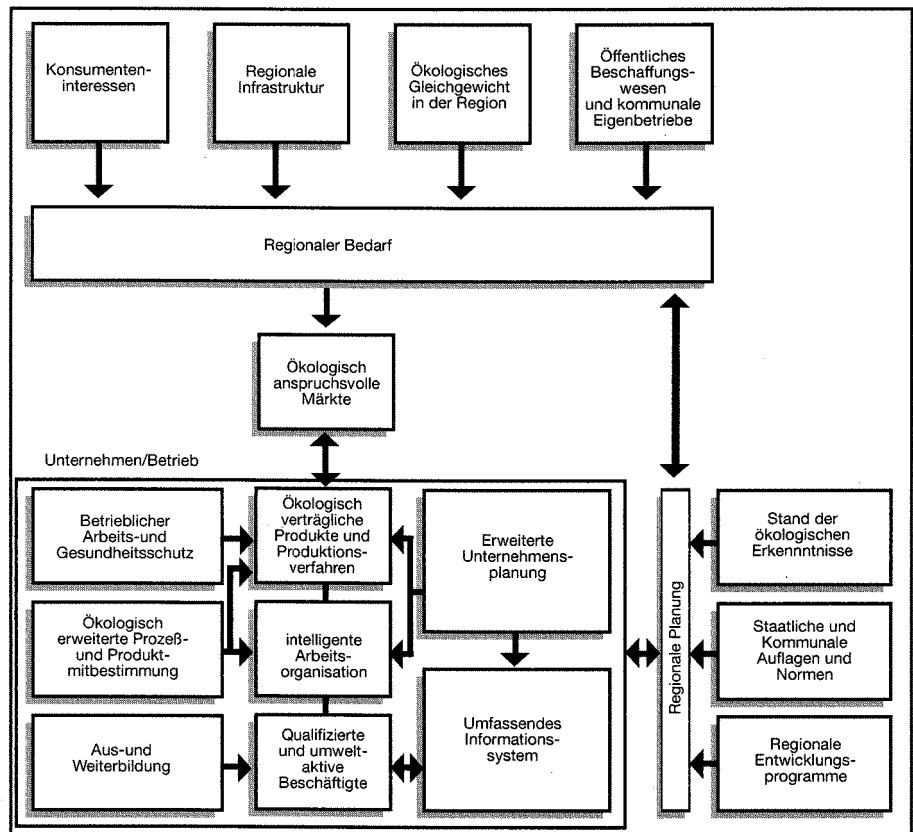 Konsumenten-
interessen
Regionale
Infrastruktur
Ökologisches
Gleichgewicht
in der Region
Öffentliches
Beschaffungs-
wesen
und kommunale
Eigenbetriebe
Regionaler Bedarf
Ökologisch
anspruchsvolle
Märkte
Unternehmen/Betrieb
Betrieblicher
Arbeits-und
Gesundheitsschutz
Ökologisch
verträgliche
Produkte und
Produktions-
verfahren
Erweiterte
Unternehmens-
planung
Ökologisch
erweiterte Prozeß-
und Produkt-
mitbestimmung
intelligente
Arbeits-
organisation
Aus-und
Weiterbildung
Qualifizierte
und umwelt-
aktive
Beschäftigte
Umfassendes
Informations-
system
Regionale Planung
Stand der
ökologischen
Erkennntnisse
Staatliche und
Kommunale
Auflagen und
Normen
Regionale
Entwicklungs-
programme